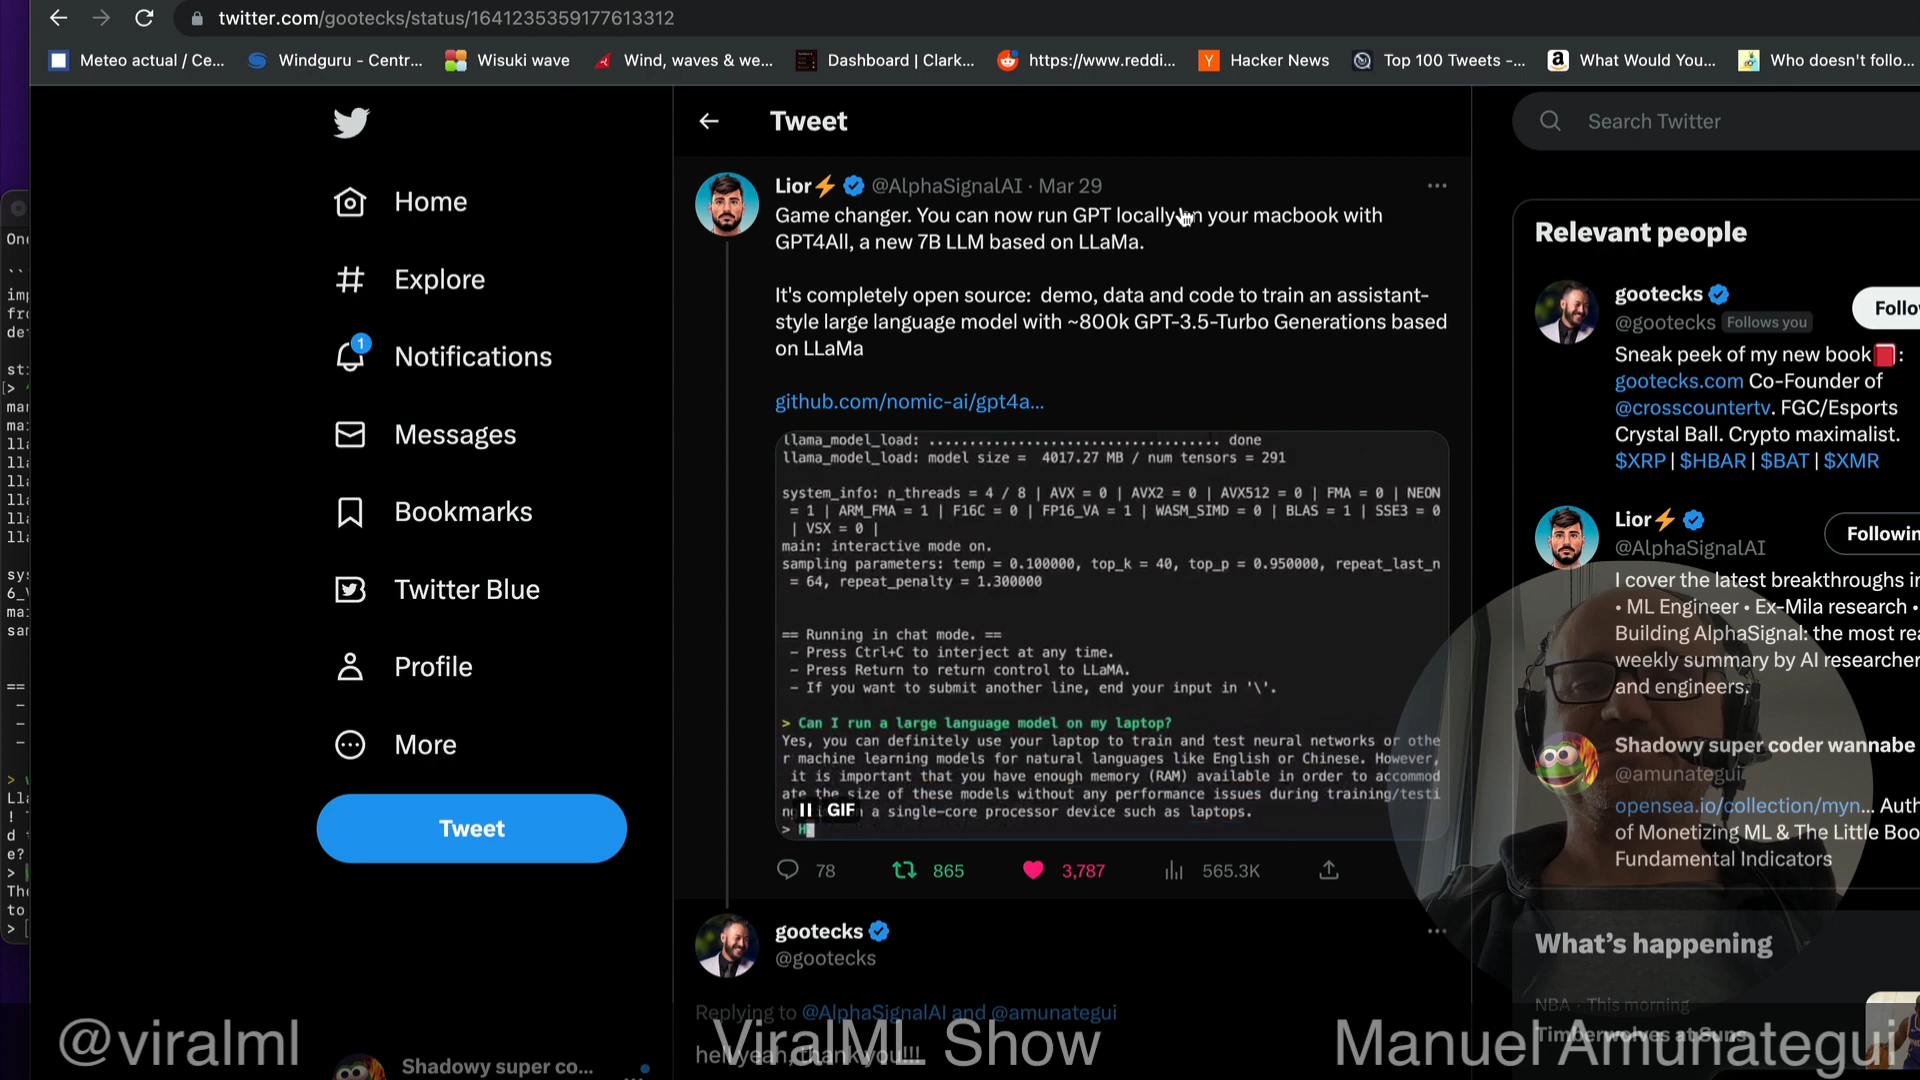 twitter.com/gootecks/status/1641235359177613312
Meteo actual / Ce...
Windguru - Centr...
Wisuki wave
Wind, waves & we...
Dashboard | Clark...
https://www.reddi...
Hacker News
Top 100 Tweets -...
What Would You...
Who doesn't follo...
Home
Explore
1
Notifications
Messages
Bookmarks
Twitter Blue
Profile
More
Tweet
Shadowy super co...
Tweet
Lior⚡ @AlphaSignalAI · Mar 29
Game changer. You can now run GPT locally on your macbook with
GPT4All, a new 7B LLM based on LLaMa.
It's completely open source: demo, data and code to train an assistant-
style large language model with ~800k GPT-3.5-Turbo Generations based
on LLaMa
github.com/nomic-ai/gpt4a...
llama_model_load: .................................... done
llama_model_load: model size = 4017.27 MB / num tensors = 291
system_info: n_threads = 4 / 8 | AVX = 0 | AVX2 = 0 | AVX512 = 0 | FMA = 0 | NEON
= 1 | ARM_FMA = 1 | F16C = 0 | FP16_VA = 1 | WASM_SIMD = 0 | BLAS = 1 | SSE3 = 0
| VSX = 0 |
main: interactive mode on.
sampling parameters: temp = 0.100000, top_k = 40, top_p = 0.950000, repeat_last_n
= 64, repeat_penalty = 1.300000
== Running in chat mode. ==
- Press Ctrl+C to interject at any time.
- Press Return to return control to LLaMA.
- If you want to submit another line, end your input in '\'.
> Can I run a large language model on my laptop?
Yes, you can definitely use your laptop to train and test neural networks or othe
r machine learning models for natural languages like English or Chinese. However,
it is important that you have enough memory (RAM) available in order to accommod
ate the size of these models without any performance issues during training/testi
ng a single-core processor device such as laptops.
GIF
> H
78
865
3,787
565.3K
gootecks
@gootecks
Replying to @AlphaSignalAI and @amunategui
hell yeah, thank you!!!
Search Twitter
Relevant people
gootecks
@gootecks Follows you
Follo
Sneak peek of my new book📕:
gootecks.com Co-Founder of
@crosscountertv. FGC/Esports
Crystal Ball. Crypto maximalist.
$XRP | $HBAR | $BAT | $XMR
Lior⚡
@AlphaSignalAI
Followin
I cover the latest breakthroughs in
• ML Engineer • Ex-Mila research •
Building AlphaSignal: the most rea
weekly summary by AI researcher
and engineers.
Shadowy super coder wannabe
@amunategui
opensea.io/collection/myn... Auth
of Monetizing ML & The Little Boo
Fundamental Indicators
What's happening
NBA · This morning
Timberwolves at Suns
@viralml
ViralML Show
Manuel Amunategui